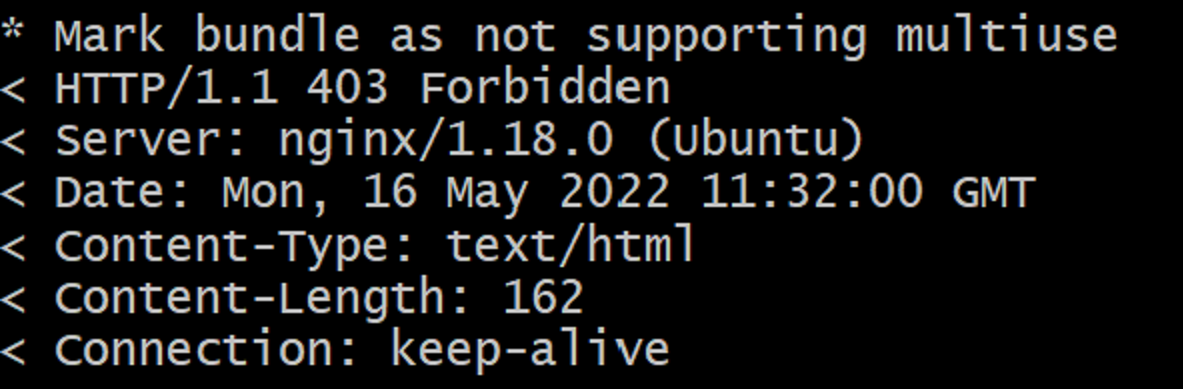 * Mark bundle as not supporting multiuse
< HTTP/1.1 403 Forbidden
< Server: nginx/1.18.0 (Ubuntu)
< Date: Mon, 16 May 2022 11:32:00 GMT
< Content-Type: text/html
< Content-Length: 162
< Connection: keep-alive